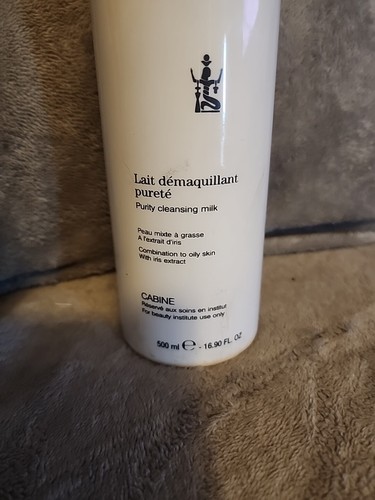 Lait démaquillant
pureté
Purity cleansing milk
Peau mixte à grasse
A l'extrait d'iris
Combination to oily skin
With iris extract
CABINE
Réservé aux soins en institut
For beauty institute use only
500 ml ℮ - 16.90 FL. OZ